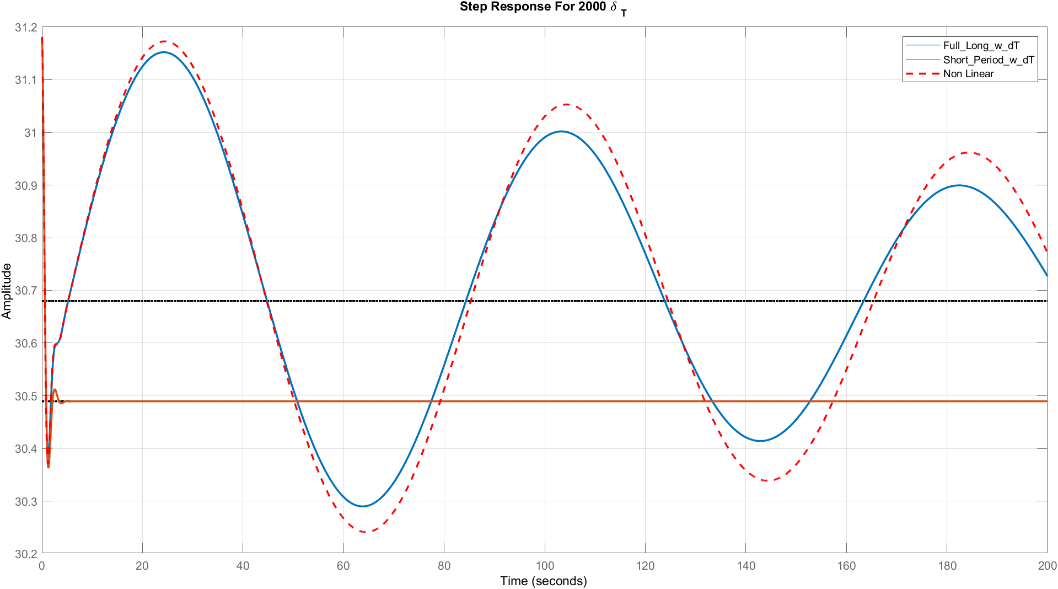 Step Response For 2000 δ T
Full_Long_w_dT
Short_Period_w_dT
Non Linear
Amplitude
31.2
31.1
31
30.9
30.8
30.7
30.6
30.5
30.4
30.3
30.2
0 20 40 60 80 100 120 140 160 180 200
Time (seconds)